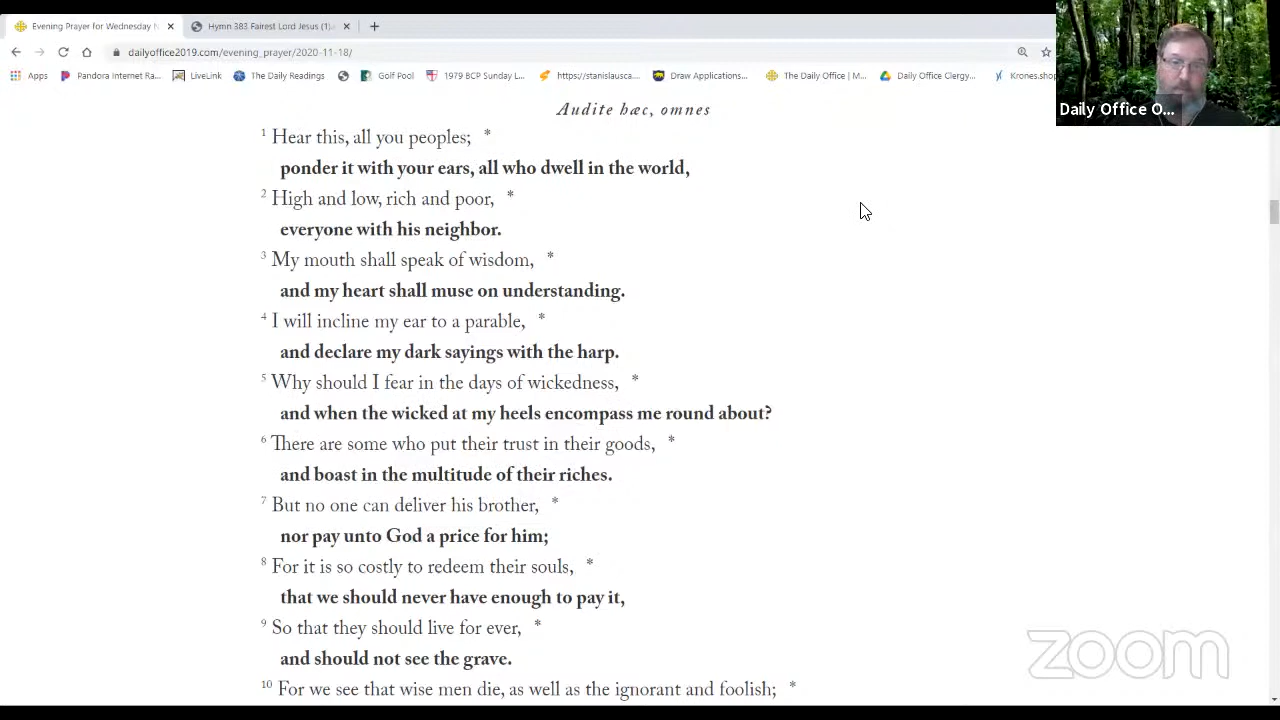 Evening Prayer for Wednesday N
Hymn 383 Fairest Lord Jesus (1).
dailyoffice2019.com/evening_prayer/2020-11-18/
Apps
Pandora Internet Ra...
LiveLink
The Daily Readings
Golf Pool
1979 BCP Sunday L...
https://stanislausca...
Draw Applications...
The Daily Office | M...
Daily Office Clergy...
Krones.shop
Daily Office O...
Audite hæc, omnes
1 Hear this, all you peoples; *
ponder it with your ears, all who dwell in the world,
2 High and low, rich and poor, *
everyone with his neighbor.
3 My mouth shall speak of wisdom, *
and my heart shall muse on understanding.
4 I will incline my ear to a parable, *
and declare my dark sayings with the harp.
5 Why should I fear in the days of wickedness, *
and when the wicked at my heels encompass me round about?
6 There are some who put their trust in their goods, *
and boast in the multitude of their riches.
7 But no one can deliver his brother, *
nor pay unto God a price for him;
8 For it is so costly to redeem their souls, *
that we should never have enough to pay it,
9 So that they should live for ever, *
and should not see the grave.
10 For we see that wise men die, as well as the ignorant and foolish; *
zoom